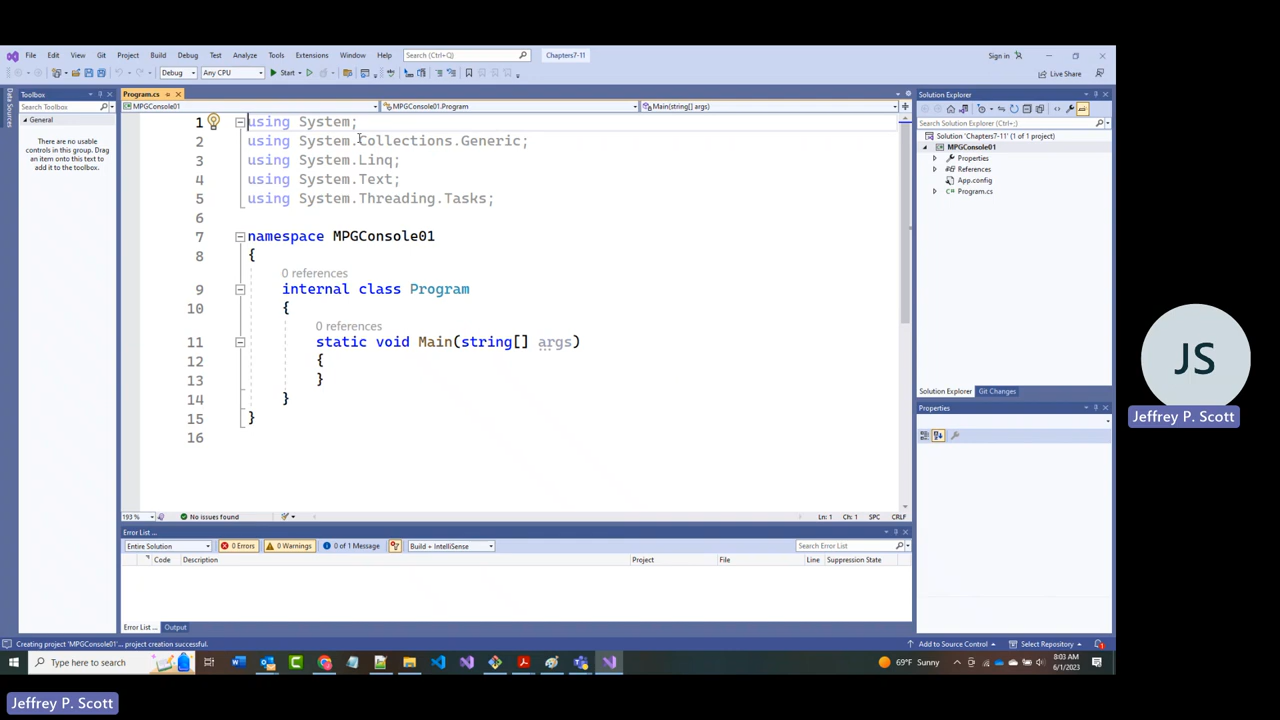 File Edit View Git Project Build Debug Test Analyze Tools Extensions Window Help Search (Ctrl+Q) Chapters7-11 Sign in
Debug Any CPU Start Live Share
Data Sources
Toolbox
Search Toolbox
General
There are no usable
controls in this group. Drag
an item onto this text to
add it to the toolbox.
Program.cs
MPGConsole01 MPGConsole01.Program Main(string[] args)
1 using System;
2 using System.Collections.Generic;
3 using System.Linq;
4 using System.Text;
5 using System.Threading.Tasks;
6
7 namespace MPGConsole01
8 {
0 references
9 internal class Program
10 {
0 references
11 static void Main(string[] args)
12 {
13 }
14 }
15 }
16
193 % No issues found Ln: 1 Ch: 1 SPC CRLF
Solution Explorer
Search Solution Explorer (Ctrl+;)
Solution 'Chapters7-11' (1 of 1 project)
MPGConsole01
Properties
References
App.config
C# Program.cs
Solution Explorer Git Changes
Properties
Error List ...
Entire Solution 0 Errors 0 Warnings 0 of 1 Message Build + IntelliSense Search Error List
Code Description Project File Line Suppression State
Error List ... Output
Creating project 'MPGConsole01'... project creation successful. Add to Source Control Select Repository 1
Type here to search 69°F Sunny 8:03 AM
6/1/2023
JS
Jeffrey P. Scott
Jeffrey P. Scott